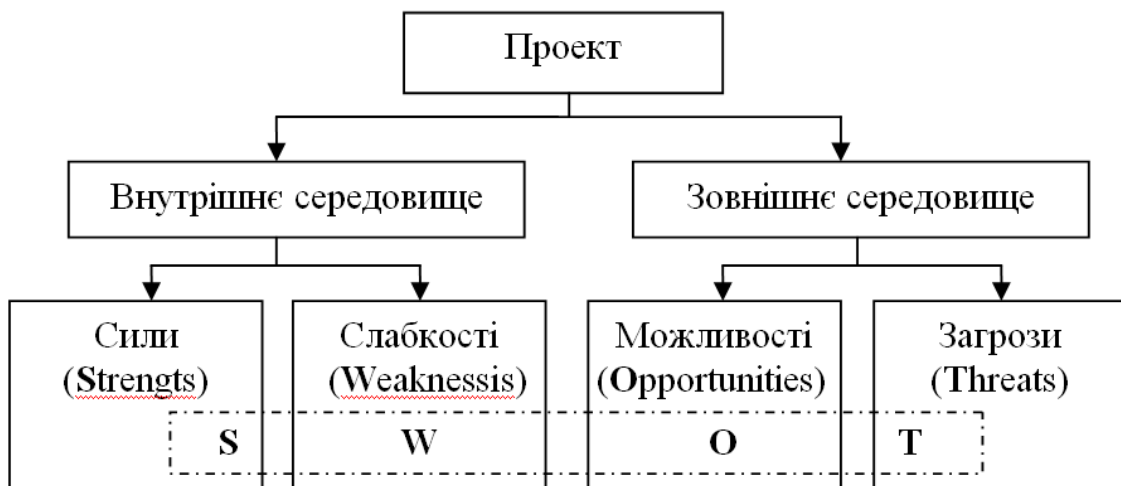 Проект
Внутрішнє середовище
Зовнішнє середовище
Сили
(Strengts)
Слабкості
(Weaknessis)
Можливості
(Opportunities)
Загрози
(Threats)
S W O T